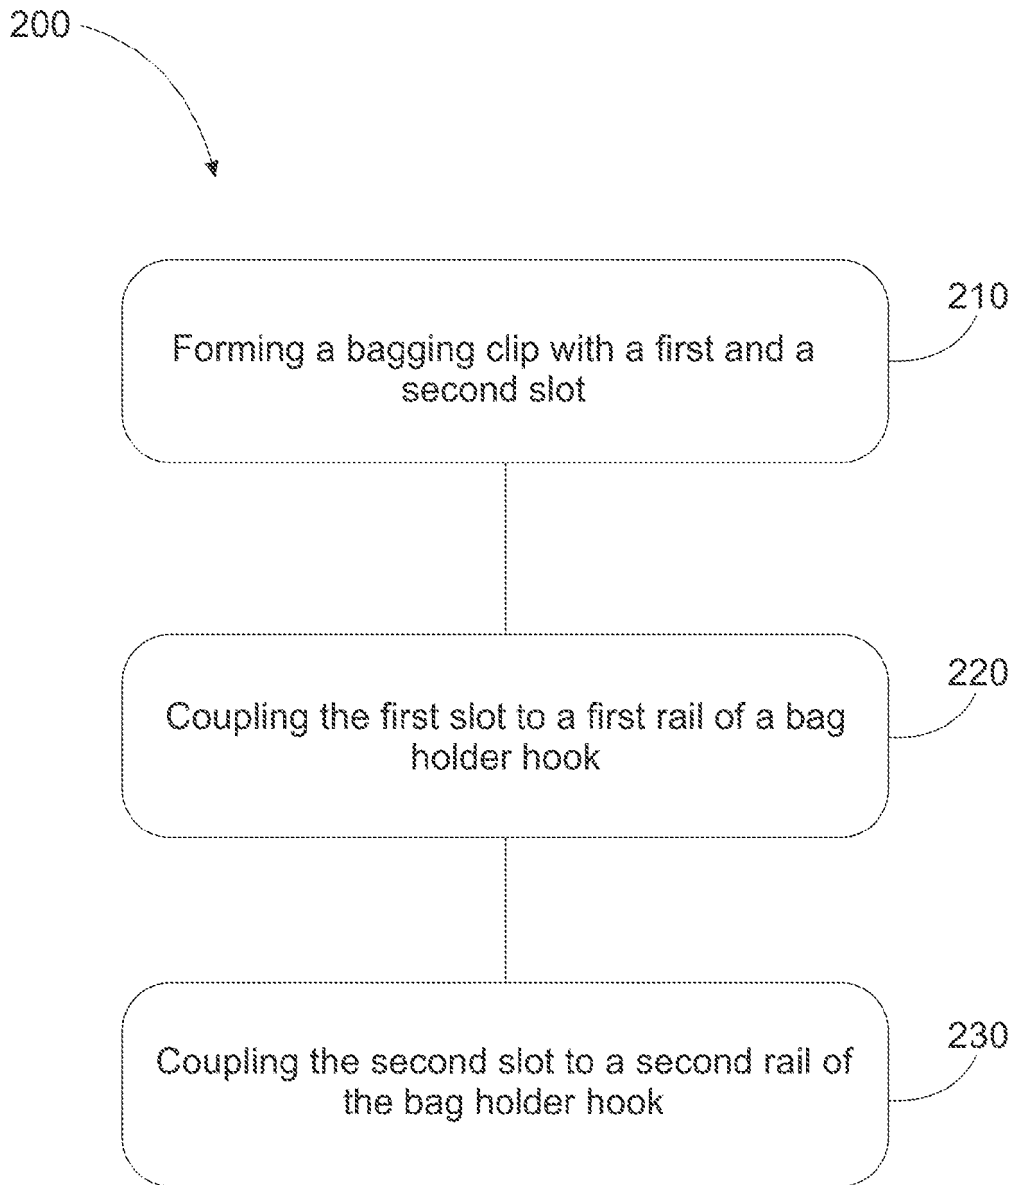 200
210
Forming a bagging clip with a first and a
second slot
220
Coupling the first slot to a first rail of a bag
holder hook
230
Coupling the second slot to a second rail of
the bag holder hook